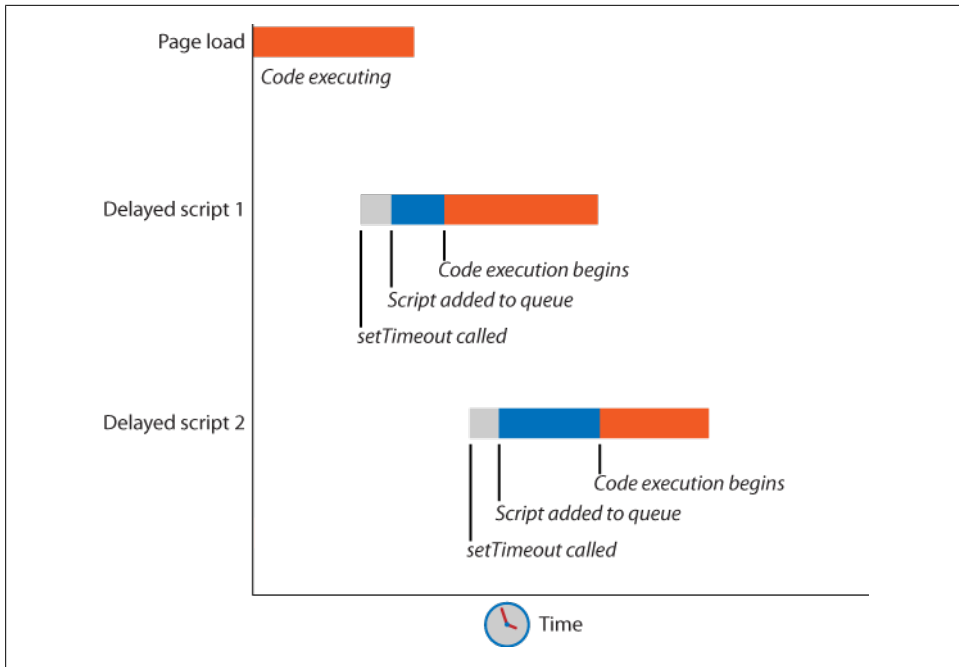 Page load
Code executing
Delayed script 1
Code execution begins
Script added to queue
setTimeout called
Delayed script 2
Code execution begins
Script added to queue
setTimeout called
Time